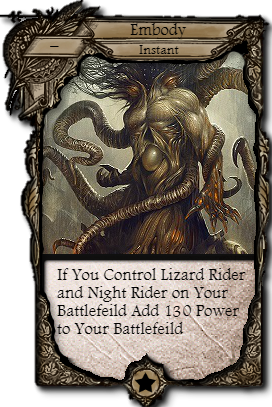 Embody
–
Instant
If You Control Lizard Rider
and Night Rider on Your
Battlefeild Add 130 Power
to Your Battlefeild